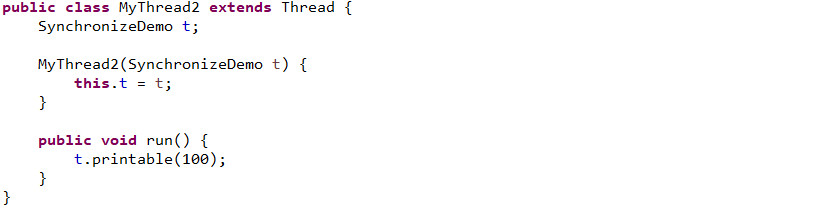 public class MyThread2 extends Thread {
    SynchronizeDemo t;

    MyThread2(SynchronizeDemo t) {
        this.t = t;
    }

    public void run() {
        t.printable(100);
    }
}